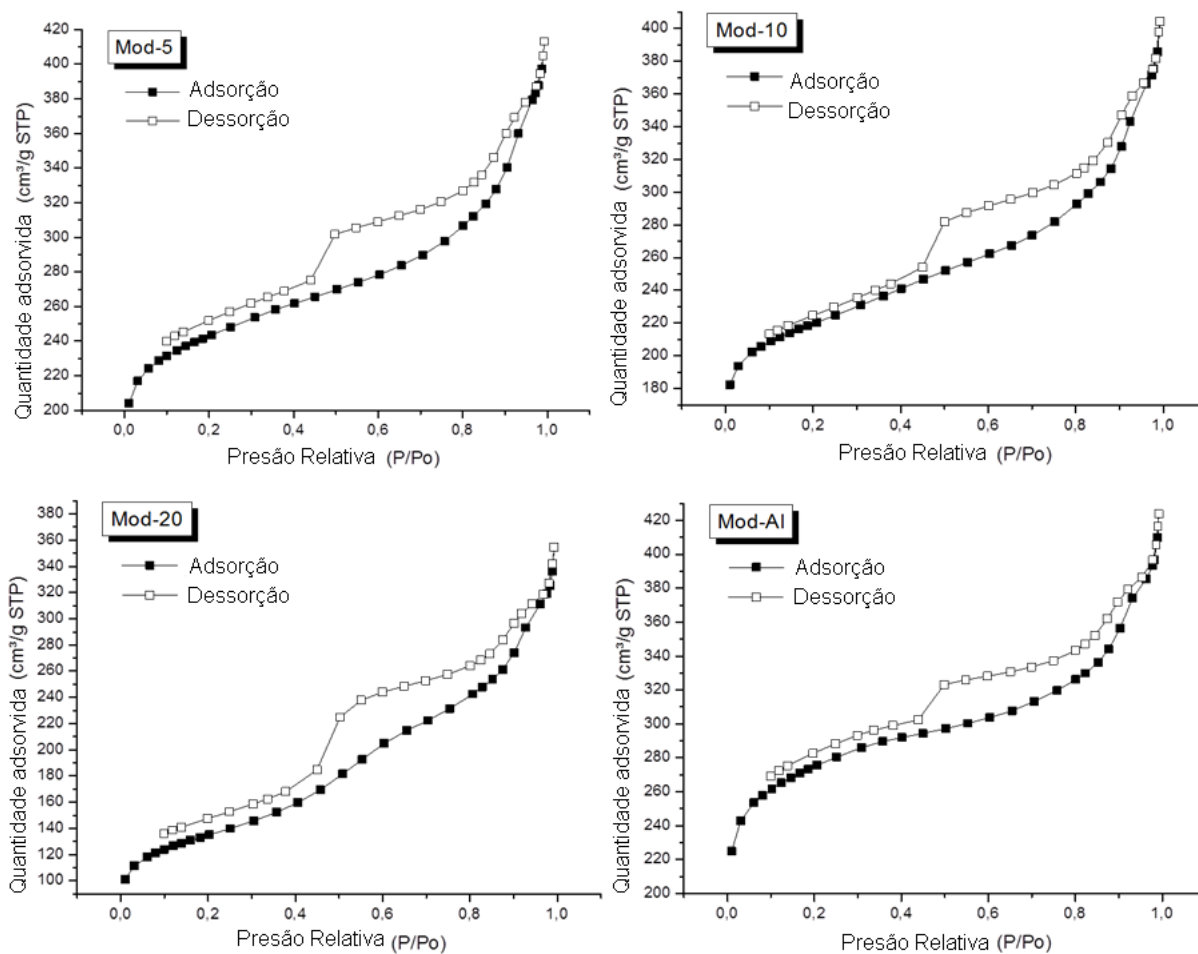 Mod-5
Adsorção
Dessorção
Quantidade adsorvida (cm³/g STP)
420
400
380
360
340
320
300
280
260
240
220
200
0,0 0,2 0,4 0,6 0,8 1,0
Presão Relativa (P/Po)
Mod-10
Adsorção
Dessorção
Quantidade adsorvida (cm³/g STP)
400
380
360
340
320
300
280
260
240
220
200
180
0,0 0,2 0,4 0,6 0,8 1,0
Presão Relativa (P/Po)
Mod-20
Adsorção
Dessorção
Quantidade adsorvida (cm³/g STP)
380
360
340
320
300
280
260
240
220
200
180
160
140
120
100
0,0 0,2 0,4 0,6 0,8 1,0
Presão Relativa (P/Po)
Mod-Al
Adsorção
Dessorção
Quantidade adsorvida (cm³/g STP)
420
400
380
360
340
320
300
280
260
240
220
200
0,0 0,2 0,4 0,6 0,8 1,0
Presão Relativa (P/Po)